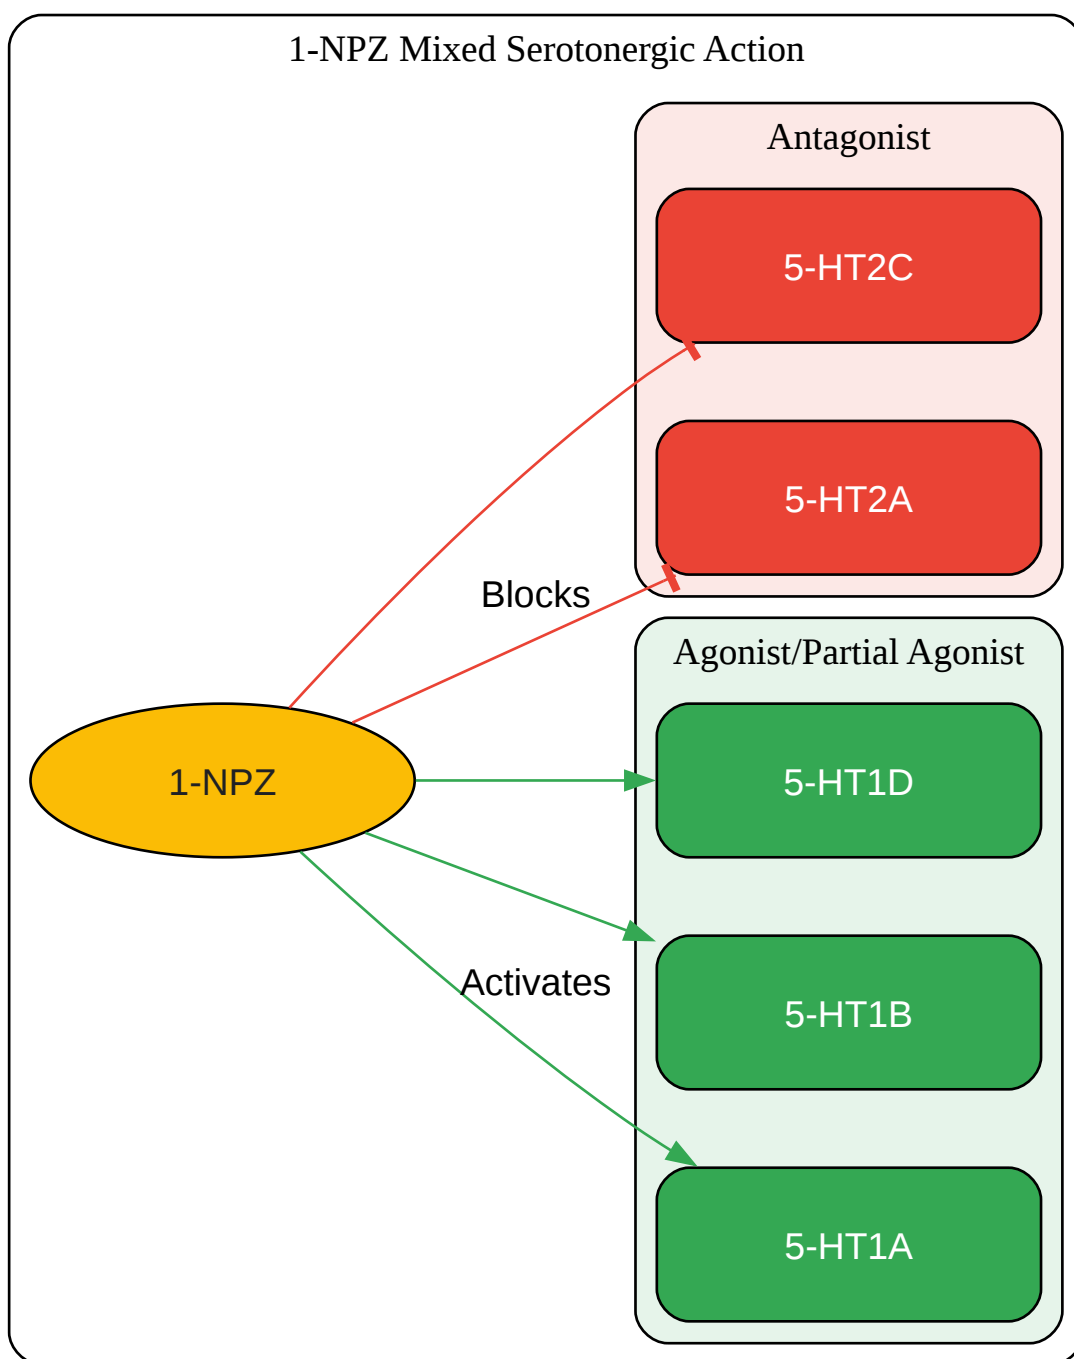 1-NPZ Mixed Serotonergic Action
Antagonist
5-HT2C
5-HT2A
Blocks
Agonist/Partial Agonist
1-NPZ
5-HT1D
Activates
5-HT1B
5-HT1A